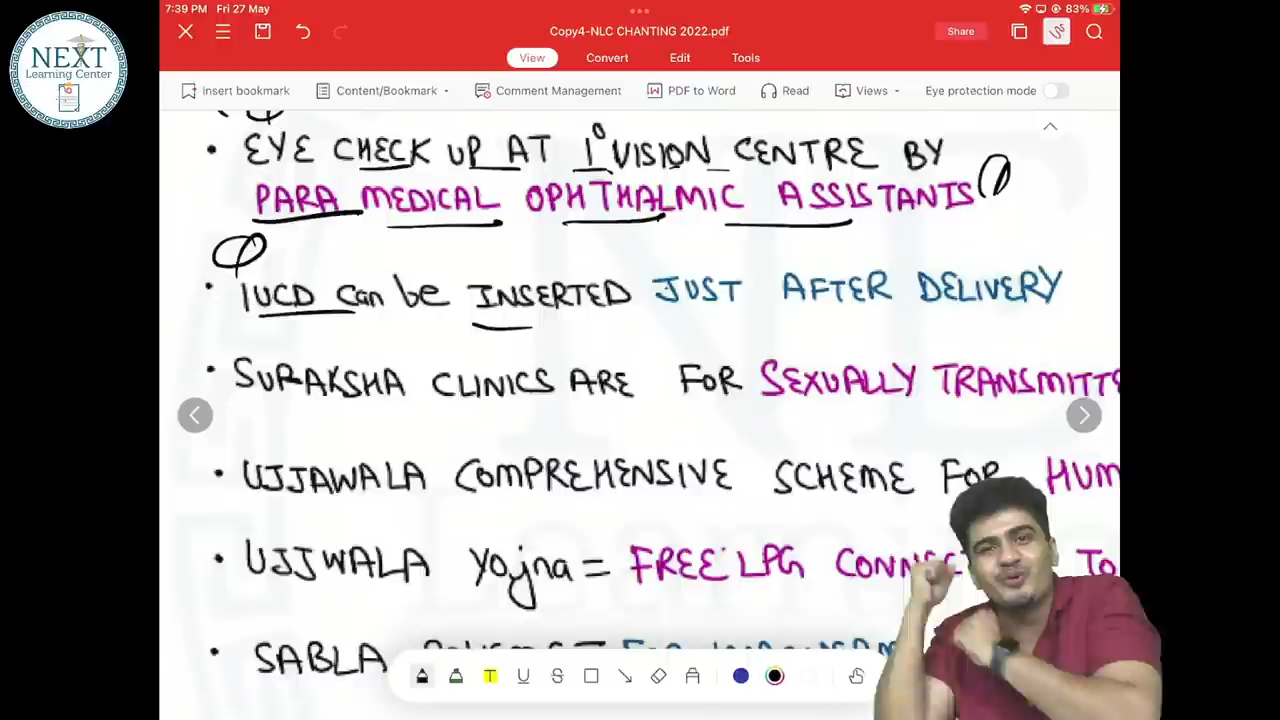 7:39 PM Fri 27 May
83%
NEXT
Learning Center
Copy4-NLC CHANTING 2022.pdf
Share
View Convert Edit Tools
Insert bookmark Content/Bookmark Comment Management PDF to Word Read Views Eye protection mode
• EYE CHECK UP AT 1° VISION CENTRE BY
PARA MEDICAL OPHTHALMIC ASSISTANTS
• IUCD can be INSERTED JUST AFTER DELIVERY
• SURAKSHA CLINICS ARE FOR SEXUALLY TRANSMITTE
• UJJAWALA COMPREHENSIVE SCHEME FOR HUM
• UJJWALA Yojna = FREE LPG CONNEC TO
• SABLA